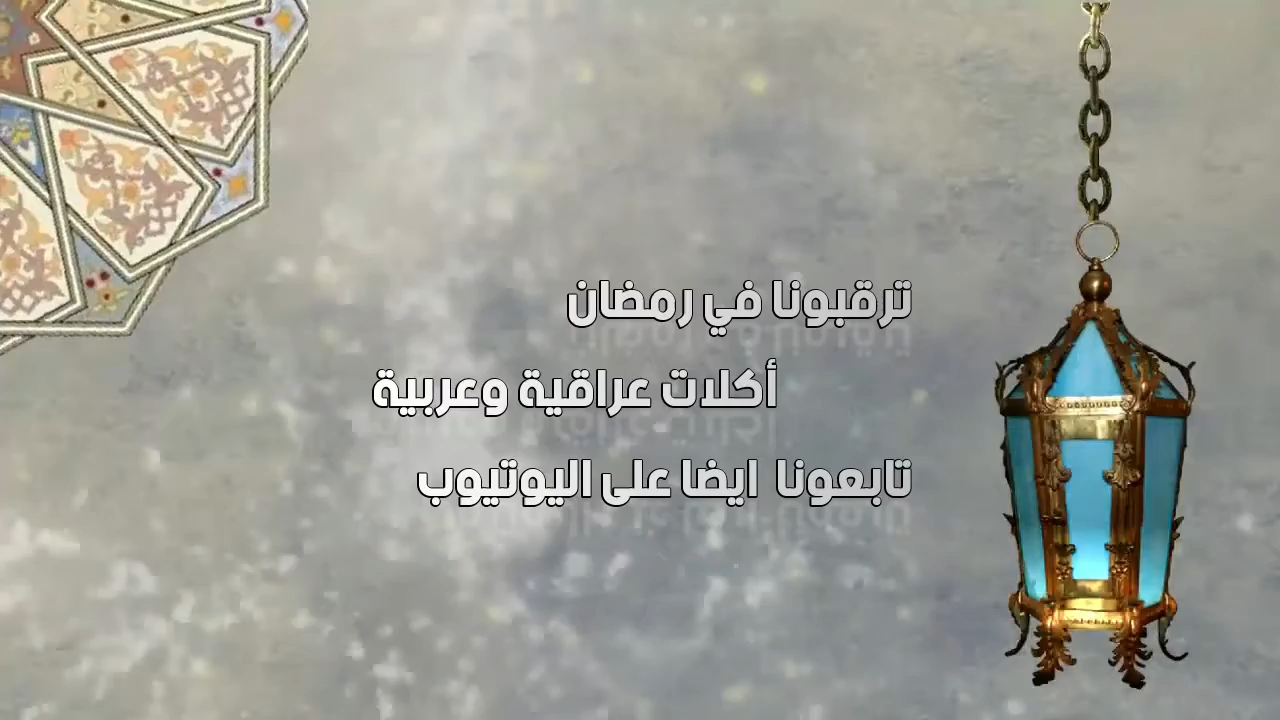 ترقبونا في رمضان
أكلات عراقية وعربية
تابعونا ايضا على اليوتيوب